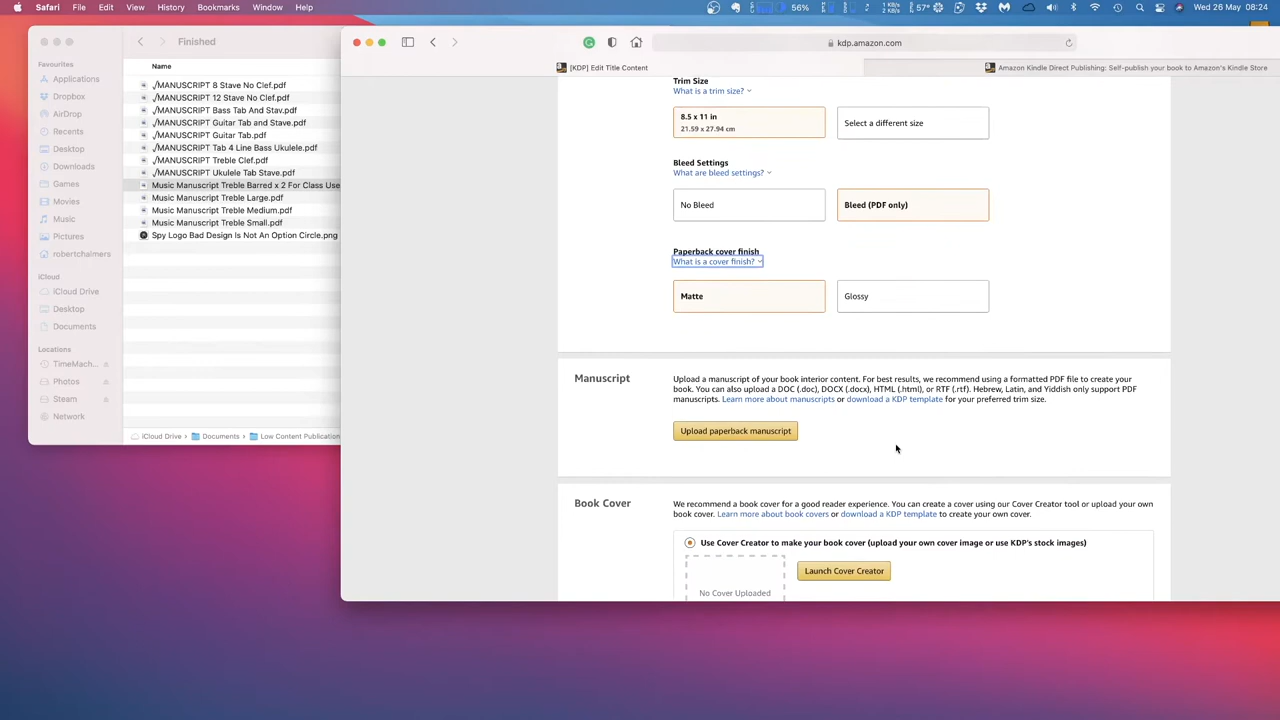 Safari File Edit View History Bookmarks Window Help
56% Wed 26 May 08:24
Finished
Favourites
Applications
Dropbox
AirDrop
Recents
Desktop
Downloads
Games
Movies
Music
Pictures
robertchalmers
iCloud
iCloud Drive
Desktop
Documents
Locations
TimeMach...
Photos
Steam
Network
Name
√MANUSCRIPT 8 Stave No Clef.pdf
√MANUSCRIPT 12 Stave No Clef.pdf
√MANUSCRIPT Bass Tab And Stav.pdf
√MANUSCRIPT Guitar Tab and Stave.pdf
√MANUSCRIPT Guitar Tab.pdf
√MANUSCRIPT Tab 4 Line Bass Ukulele.pdf
√MANUSCRIPT Treble Clef.pdf
√MANUSCRIPT Ukulele Tab Stave.pdf
Music Manuscript Treble Barred x 2 For Class Use
Music Manuscript Treble Large.pdf
Music Manuscript Treble Medium.pdf
Music Manuscript Treble Small.pdf
Spy Logo Bad Design Is Not An Option Circle.png
iCloud Drive › Documents › Low Content Publication
kdp.amazon.com
[KDP] Edit Title Content
Amazon Kindle Direct Publishing: Self-publish your book to Amazon's Kindle Store
Trim Size
What is a trim size?
8.5 x 11 in
21.59 x 27.94 cm
Select a different size
Bleed Settings
What are bleed settings?
No Bleed
Bleed (PDF only)
Paperback cover finish
What is a cover finish?
Matte
Glossy
Manuscript
Upload a manuscript of your book interior content. For best results, we recommend using a formatted PDF file to create your
book. You can also upload a DOC (.doc), DOCX (.docx), HTML (.html), or RTF (.rtf). Hebrew, Latin, and Yiddish only support PDF
manuscripts. Learn more about manuscripts or download a KDP template for your preferred trim size.
Upload paperback manuscript
Book Cover
We recommend a book cover for a good reader experience. You can create a cover using our Cover Creator tool or upload your own
book cover. Learn more about book covers or download a KDP template to create your own cover.
Use Cover Creator to make your book cover (upload your own cover image or use KDP's stock images)
Launch Cover Creator
No Cover Uploaded